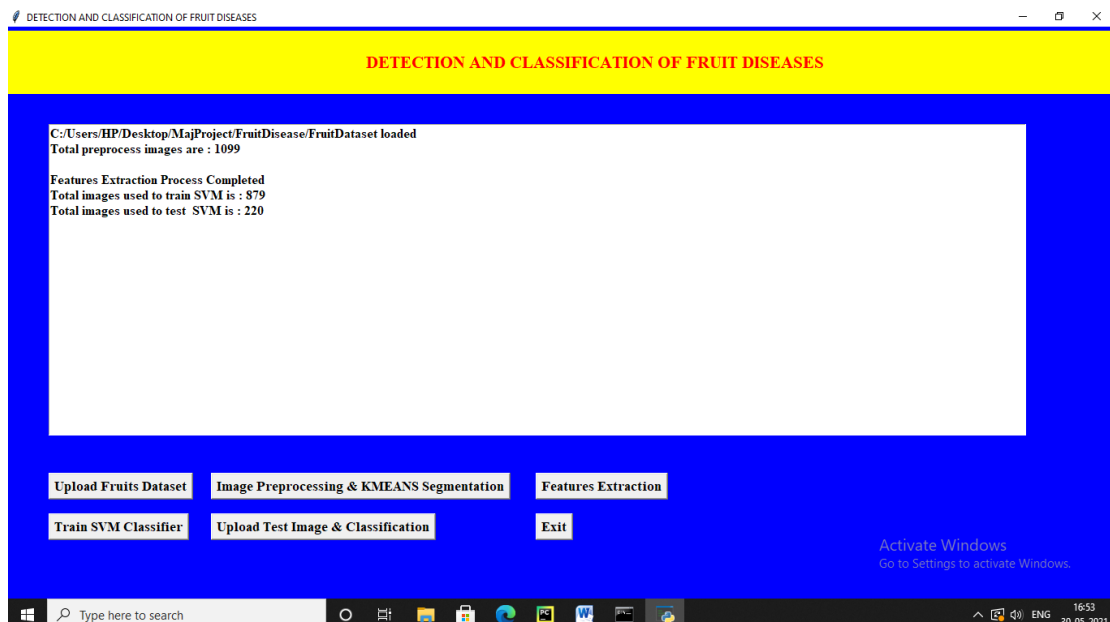 DETECTION AND CLASSIFICATION OF FRUIT DISEASES
DETECTION AND CLASSIFICATION OF FRUIT DISEASES
C:/Users/HP/Desktop/MajProject/FruitDisease/FruitDataset loaded
Total preprocess images are : 1099
Features Extraction Process Completed
Total images used to train SVM is : 879
Total images used to test  SVM is : 220
Upload Fruits Dataset
Image Preprocessing & KMEANS Segmentation
Features Extraction
Train SVM Classifier
Upload Test Image & Classification
Exit
Activate Windows
Go to Settings to activate Windows.
Type here to search
ENG
16:53
20-05-2021